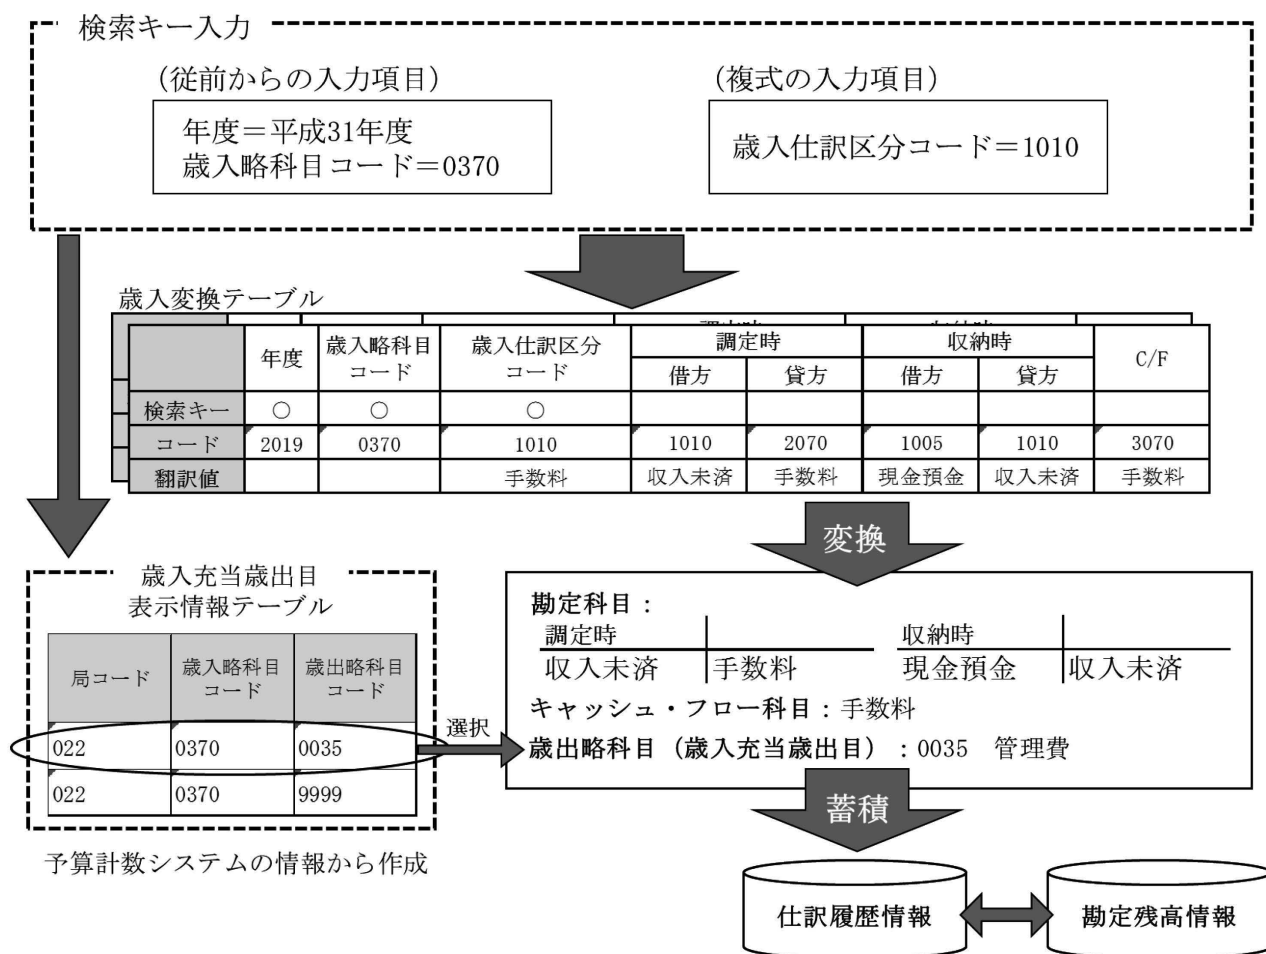 検索キー入力
(従前からの入力項目)
年度＝平成31年度
歳入略科目コード＝0370
(複式の入力項目)
歳入仕訳区分コード＝1010
歳入変換テーブル
年度 歳入略科目コード 歳入仕訳区分コード 調定時 収納時 C/F
借方 貸方 借方 貸方
検索キー ○ ○ ○
コード 2019 0370 1010 1010 2070 1005 1010 3070
翻訳値 手数料 収入未済 手数料 現金預金 収入未済 手数料
変換
歳入充当歳出目
表示情報テーブル
局コード 歳入略科目コード 歳出略科目コード
022 0370 0035
022 0370 9999
予算計数システムの情報から作成
選択
勘定科目：
調定時 収納時
収入未済 手数料 現金預金 収入未済
キャッシュ・フロー科目：手数料
歳出略科目（歳入充当歳出目）：0035 管理費
蓄積
仕訳履歴情報 勘定残高情報